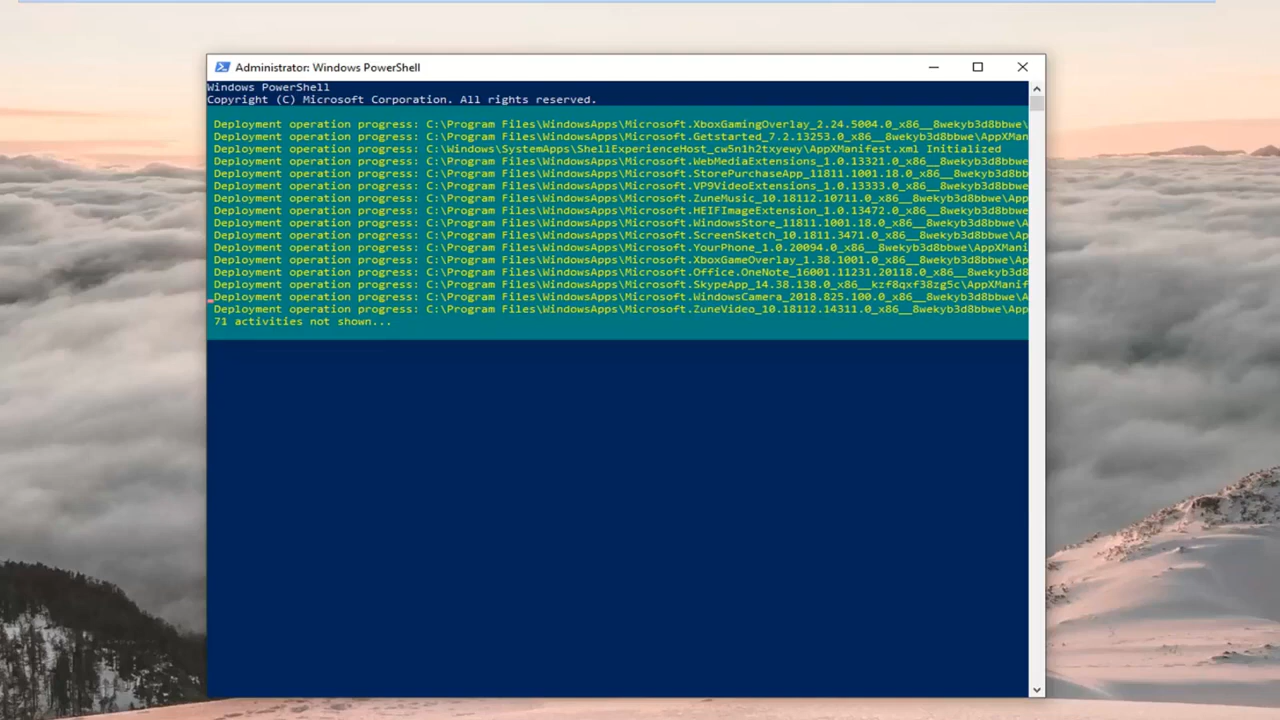 Administrator: Windows PowerShell
Windows PowerShell
Copyright (C) Microsoft Corporation. All rights reserved.
Deployment operation progress: C:\Program Files\WindowsApps\Microsoft.XboxGamingOverlay_2.24.5004.0_x86__8wekyb3d8bbwe\
Deployment operation progress: C:\Program Files\WindowsApps\Microsoft.Getstarted_7.2.13253.0_x86__8wekyb3d8bbwe\AppXMan
Deployment operation progress: C:\Windows\SystemApps\ShellExperienceHost_cw5n1h2txyewy\AppXManifest.xml Initialized
Deployment operation progress: C:\Program Files\WindowsApps\Microsoft.WebMediaExtensions_1.0.13321.0_x86__8wekyb3d8bbwe
Deployment operation progress: C:\Program Files\WindowsApps\Microsoft.StorePurchaseApp_11811.1001.18.0_x86__8wekyb3d8bb
Deployment operation progress: C:\Program Files\WindowsApps\Microsoft.VP9VideoExtensions_1.0.13333.0_x86__8wekyb3d8bbwe
Deployment operation progress: C:\Program Files\WindowsApps\Microsoft.ZuneMusic_10.18112.10711.0_x86__8wekyb3d8bbwe\App
Deployment operation progress: C:\Program Files\WindowsApps\Microsoft.HEIFImageExtension_1.0.13472.0_x86__8wekyb3d8bbwe
Deployment operation progress: C:\Program Files\WindowsApps\Microsoft.WindowsStore_11811.1001.18.0_x86__8wekyb3d8bbwe\A
Deployment operation progress: C:\Program Files\WindowsApps\Microsoft.ScreenSketch_10.1811.3471.0_x86__8wekyb3d8bbwe\Ap
Deployment operation progress: C:\Program Files\WindowsApps\Microsoft.YourPhone_1.0.20094.0_x86__8wekyb3d8bbwe\AppXMani
Deployment operation progress: C:\Program Files\WindowsApps\Microsoft.XboxGameOverlay_1.38.1001.0_x86__8wekyb3d8bbwe\Ap
Deployment operation progress: C:\Program Files\WindowsApps\Microsoft.Office.OneNote_16001.11231.20118.0_x86__8wekyb3d8
Deployment operation progress: C:\Program Files\WindowsApps\Microsoft.SkypeApp_14.38.138.0_x86__kzf8qxf38zg5c\AppXManif
Deployment operation progress: C:\Program Files\WindowsApps\Microsoft.WindowsCamera_2018.825.100.0_x86__8wekyb3d8bbwe\A
Deployment operation progress: C:\Program Files\WindowsApps\Microsoft.ZuneVideo_10.18112.14311.0_x86__8wekyb3d8bbwe\App
71 activities not shown...